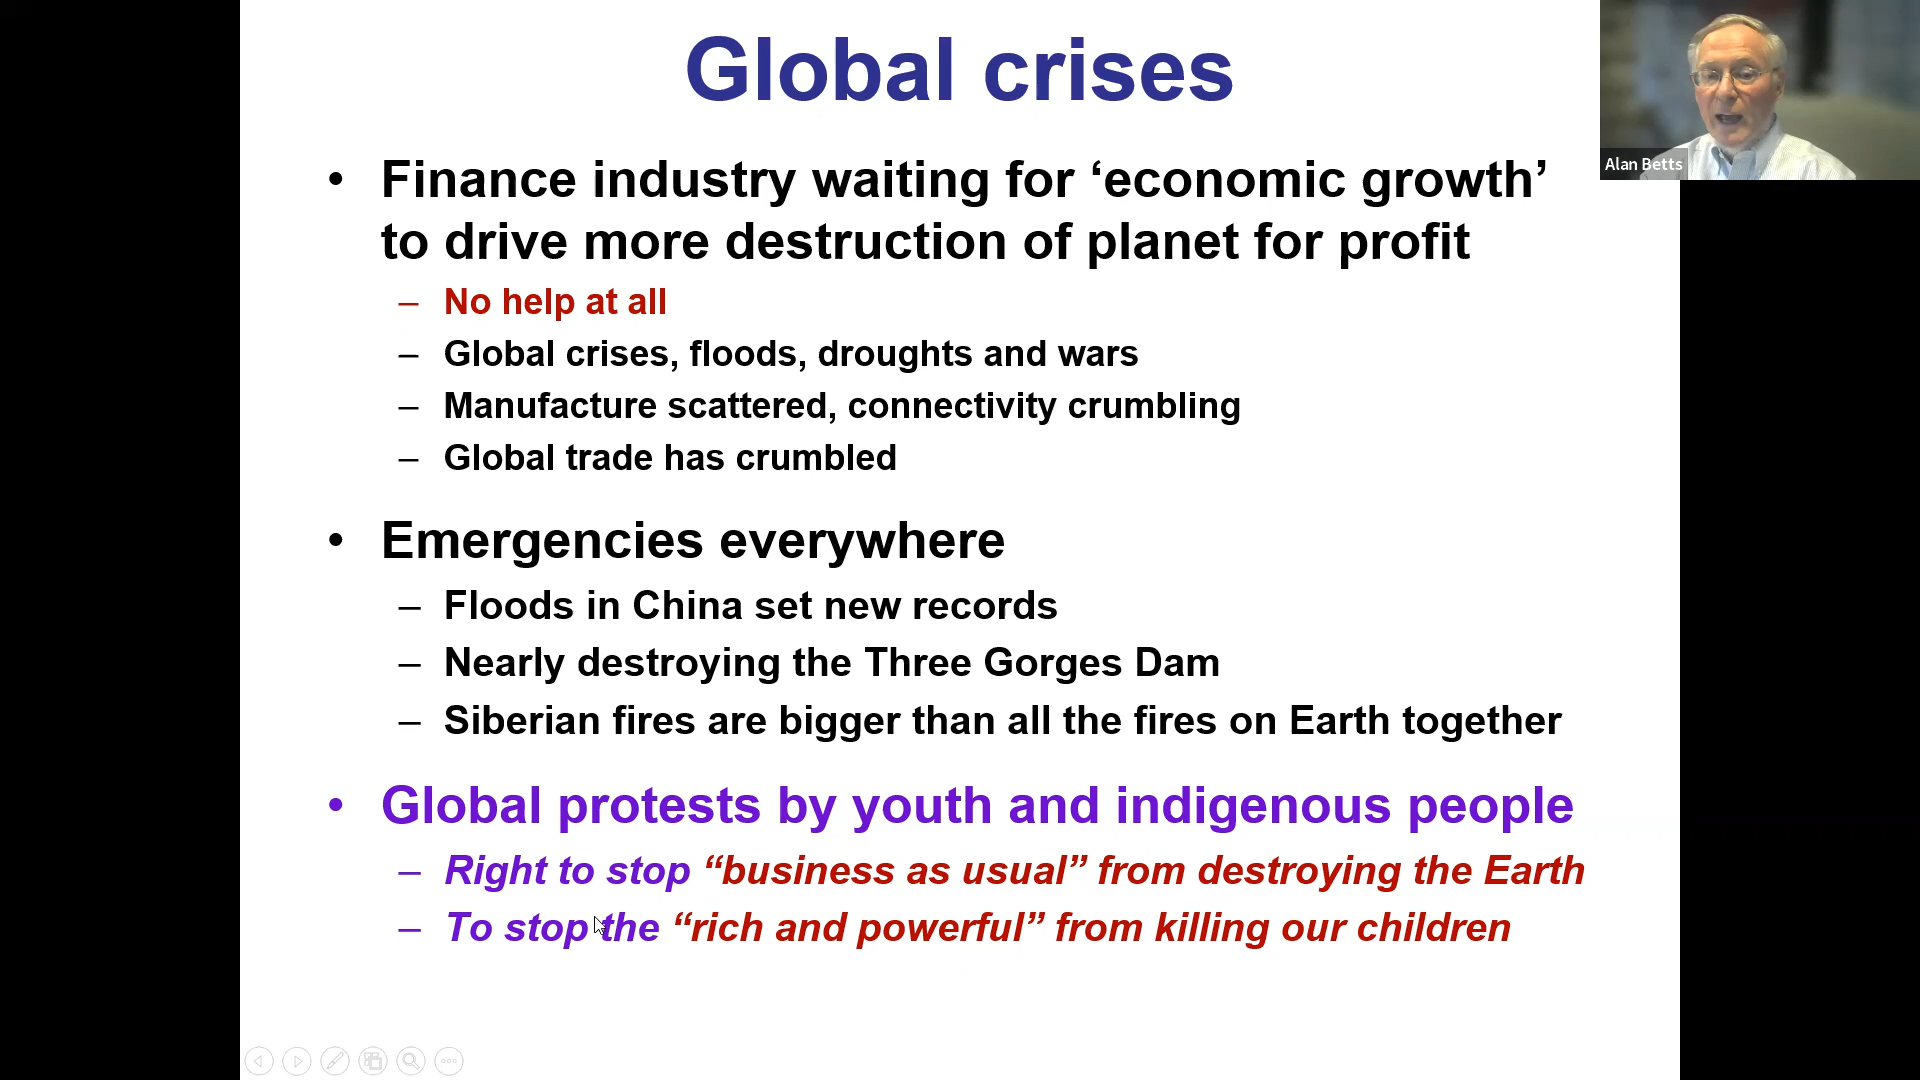 Global crises
Alan Betts
• Finance industry waiting for ‘economic growth’
to drive more destruction of planet for profit
– No help at all
– Global crises, floods, droughts and wars
– Manufacture scattered, connectivity crumbling
– Global trade has crumbled
• Emergencies everywhere
– Floods in China set new records
– Nearly destroying the Three Gorges Dam
– Siberian fires are bigger than all the fires on Earth together
• Global protests by youth and indigenous people
– Right to stop “business as usual” from destroying the Earth
– To stop the “rich and powerful” from killing our children